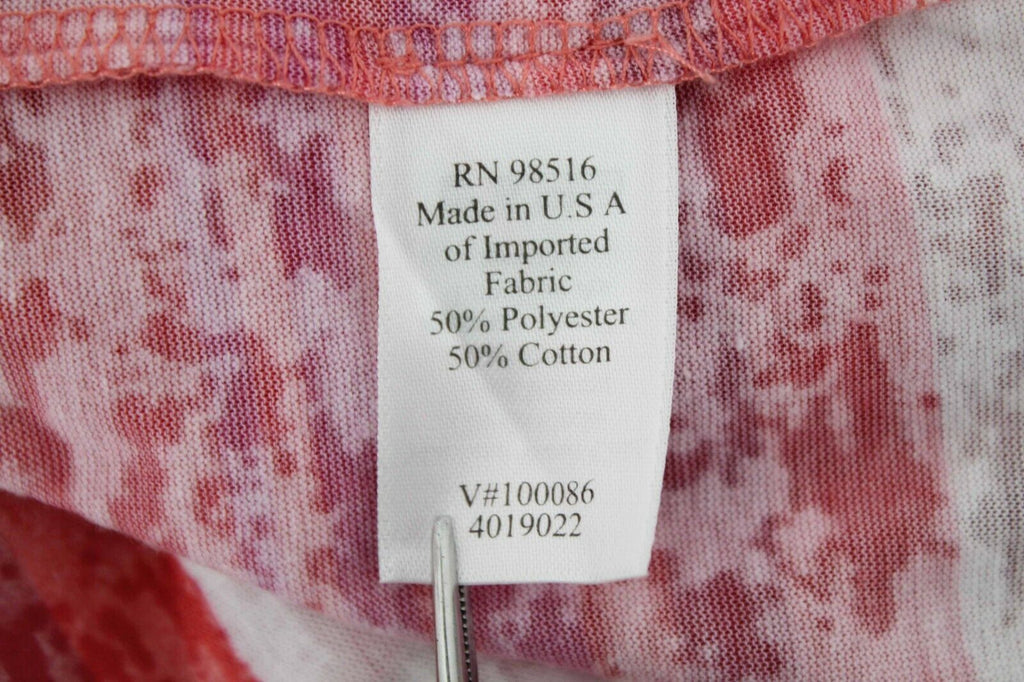 RN 98516
Made in U.S A
of Imported
Fabric
50% Polyester
50% Cotton
V#100086
4019022